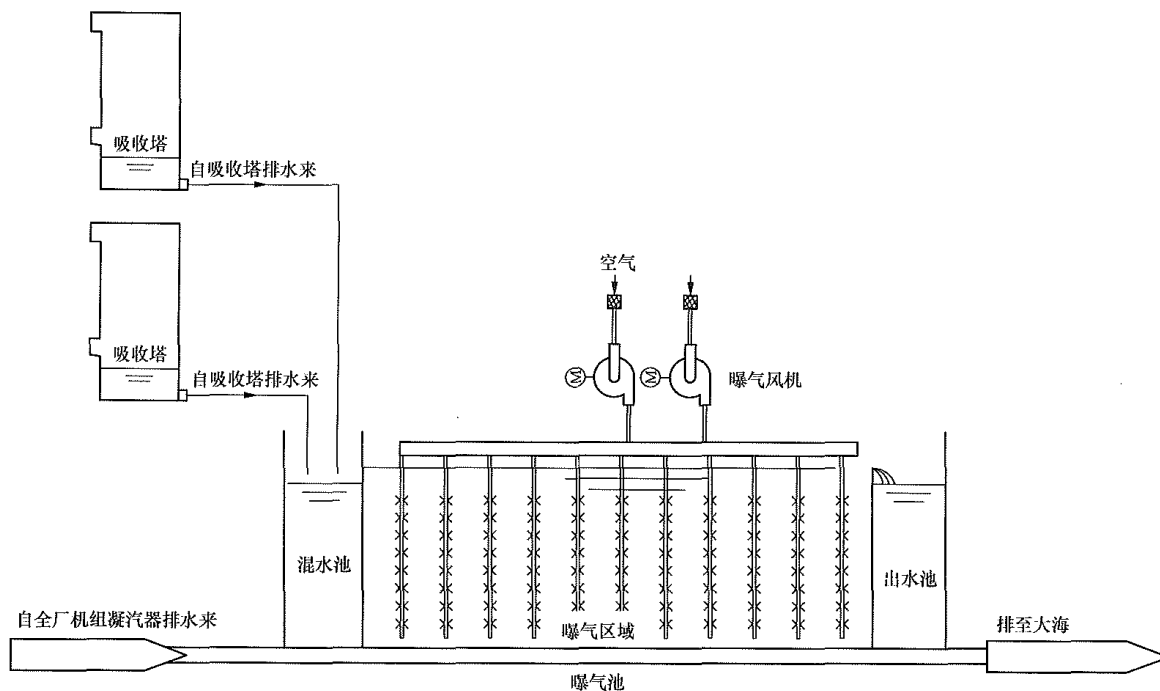 吸收塔
自吸收塔排水来
吸收塔
自吸收塔排水来
空气
M
M
曝气风机
混水池
出水池
自全厂机组凝汽器排水来
曝气区域
排至大海
曝气池